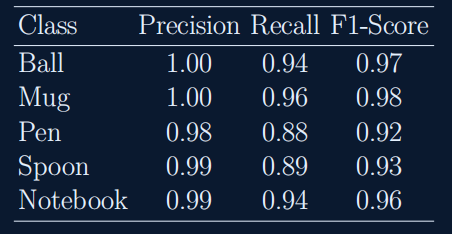 Class Precision Recall F1-Score
Ball 1.00 0.94 0.97
Mug 1.00 0.96 0.98
Pen 0.98 0.88 0.92
Spoon 0.99 0.89 0.93
Notebook 0.99 0.94 0.96